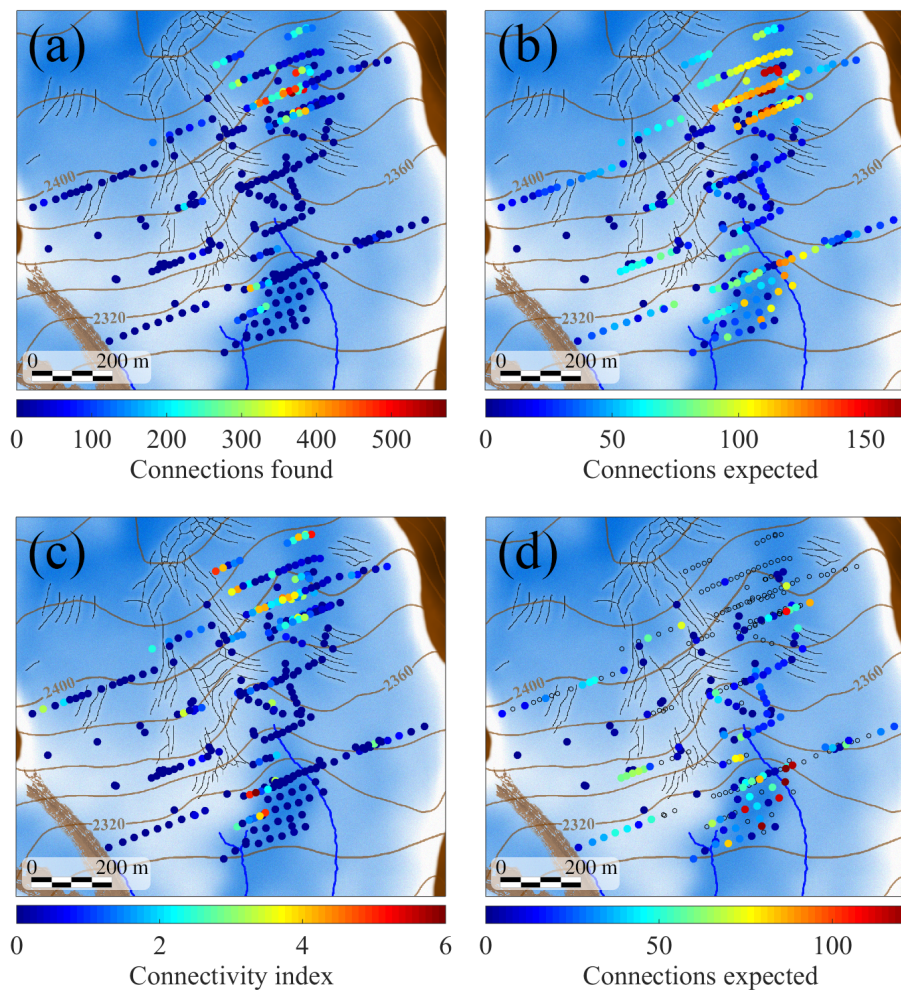 (a)
2400
2360
2320
0 200 m
0 100 200 300 400 500
Connections found
(b)
2400
2360
2320
0 200 m
0 50 100 150
Connections expected
(c)
2400
2360
2320
0 200 m
0 2 4 6
Connectivity index
(d)
2400
2360
2320
0 200 m
0 50 100
Connections expected